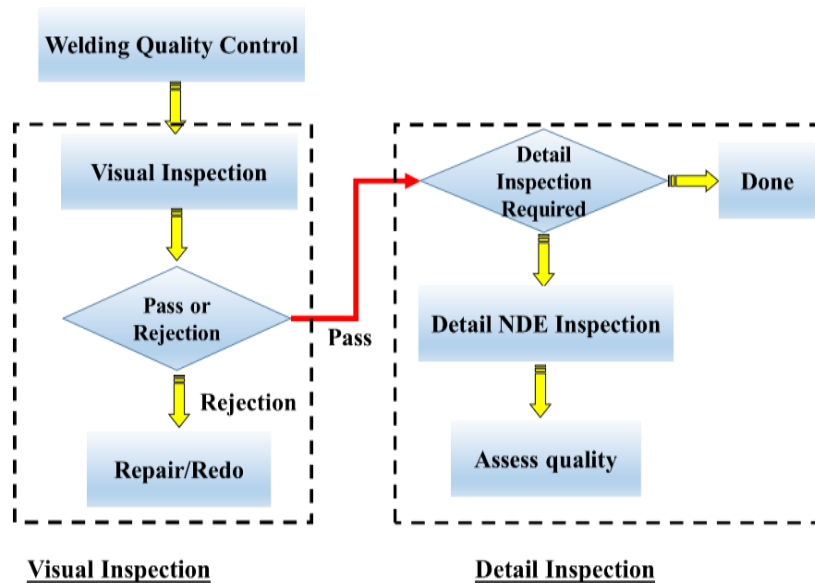 Welding Quality Control
Visual Inspection
Pass or
Rejection
Pass
Rejection
Repair/Redo
Detail
Inspection
Required
Done
Detail NDE Inspection
Assess quality
Visual Inspection
Detail Inspection